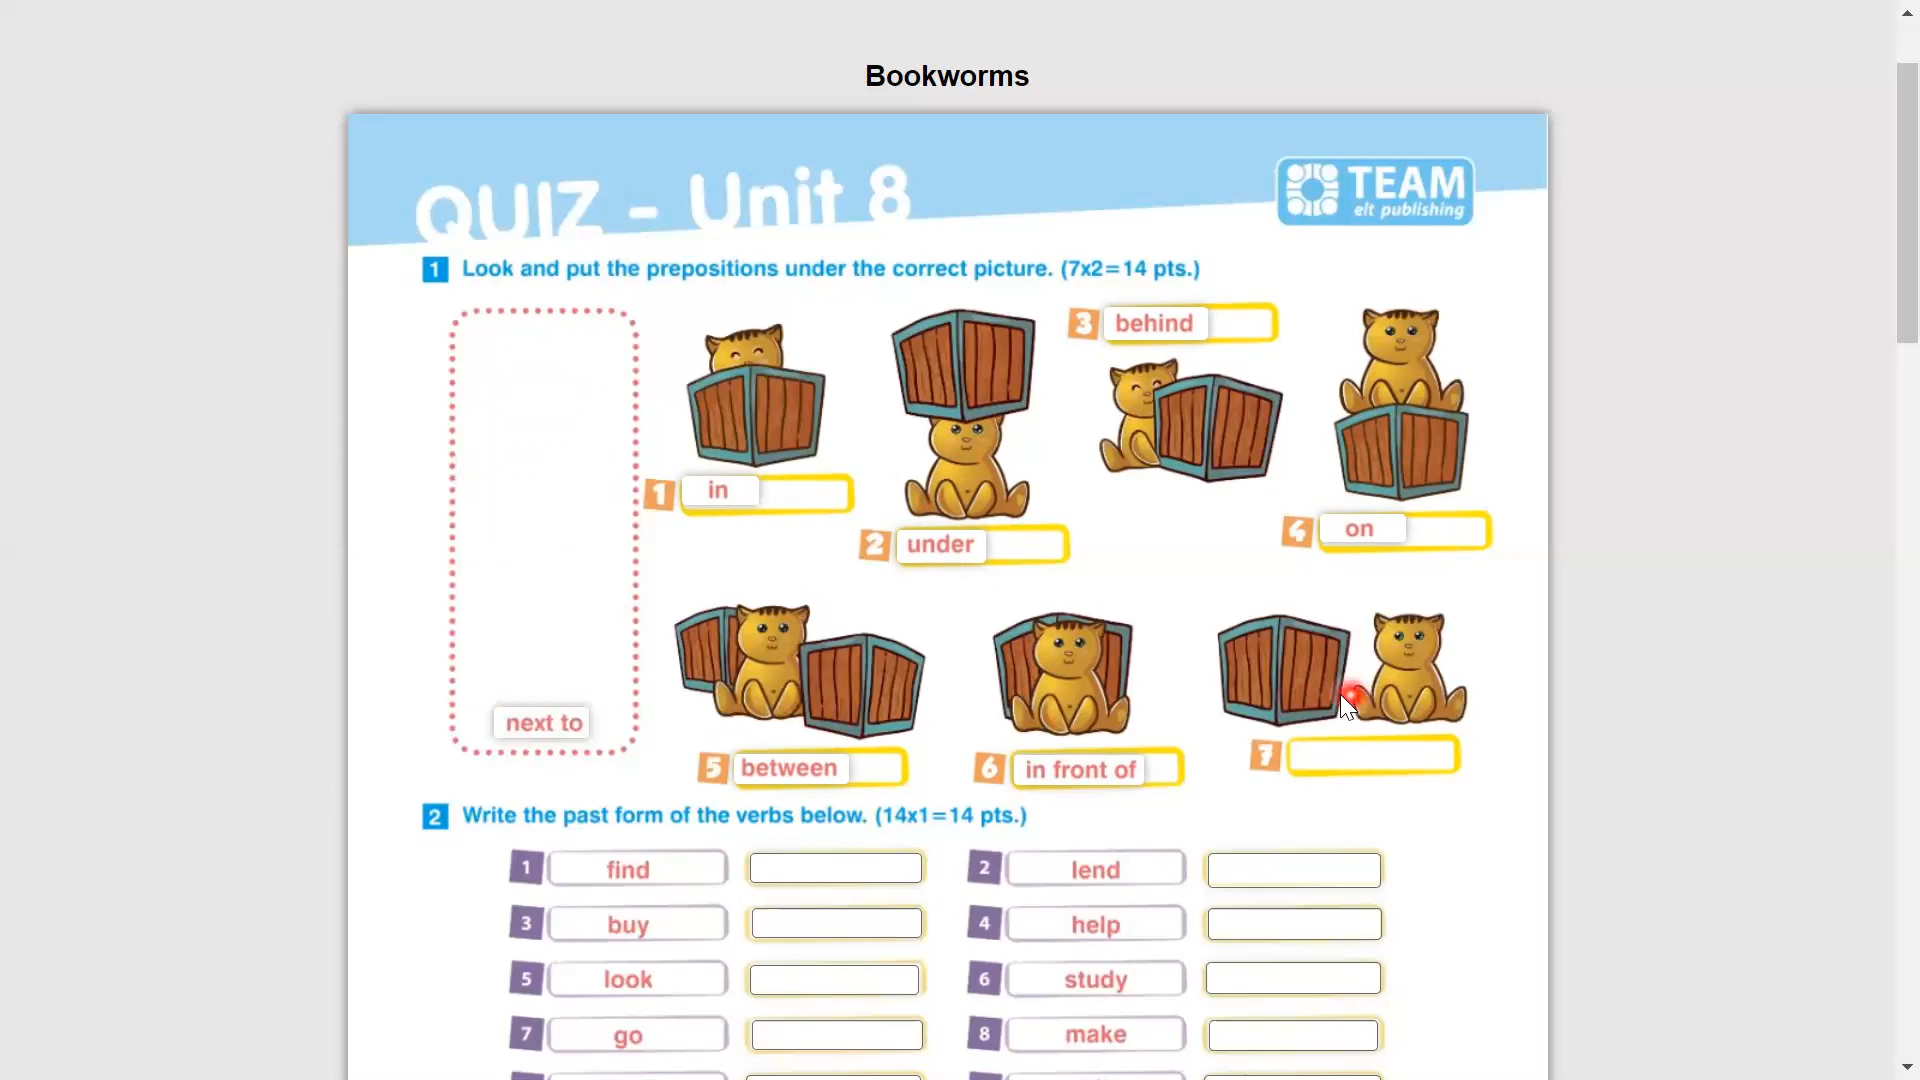 Bookworms
QUIZ - Unit 8
TEAM
elt publishing
1 Look and put the prepositions under the correct picture. (7x2=14 pts.)
3 behind
1 in
4 on
2 under
next to
5 between
6 in front of
7
2 Write the past form of the verbs below. (14x1=14 pts.)
1 find
2 lend
3 buy
4 help
5 look
6 study
7 go
8 make